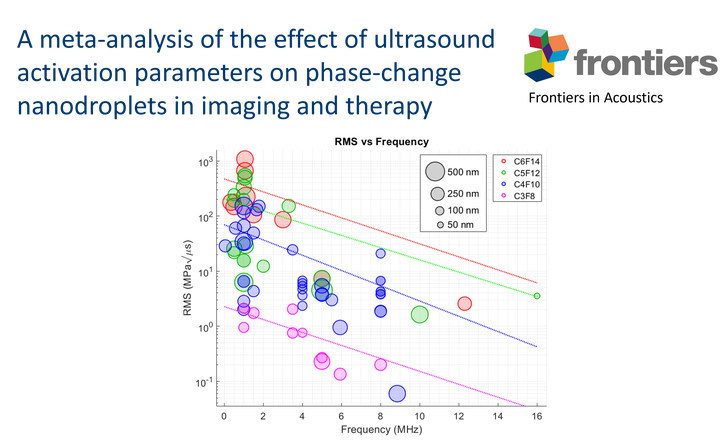 A meta-analysis of the effect of ultrasound
activation parameters on phase-change
nanodroplets in imaging and therapy
frontiers
Frontiers in Acoustics
RMS vs Frequency
RMS (MPa√μs)
10³
10²
10¹
10⁰
10⁻¹
500 nm
250 nm
100 nm
50 nm
C6F14
C5F12
C4F10
C3F8
0 2 4 6 8 10 12 14 16
Frequency (MHz)